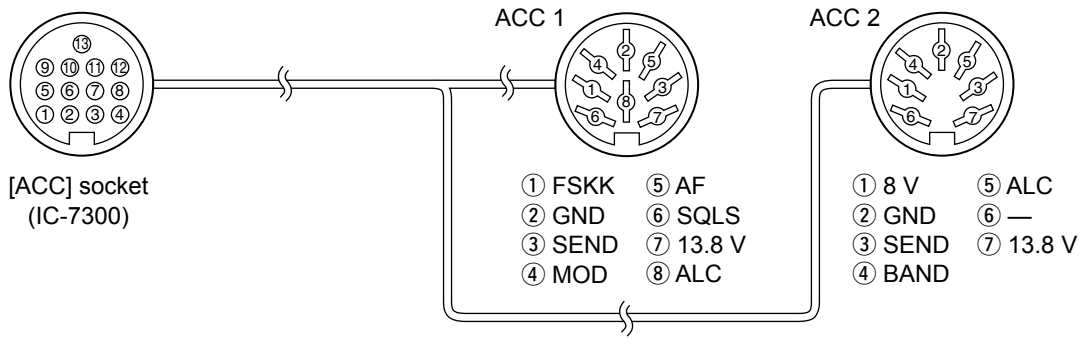 ACC 1
ACC 2
⑬
⑨ ⑩ ⑪ ⑫
⑤ ⑥ ⑦ ⑧
① ② ③ ④
② 
④ ⑤
① ③
⑧
⑥ ⑦
②
④ ⑤
① ③
⑥ ⑦
[ACC] socket
(IC-7300)
① FSKK ⑤ AF
② GND ⑥ SQLS
③ SEND ⑦ 13.8 V
④ MOD ⑧ ALC
① 8 V ⑤ ALC
② GND ⑥ —
③ SEND ⑦ 13.8 V
④ BAND